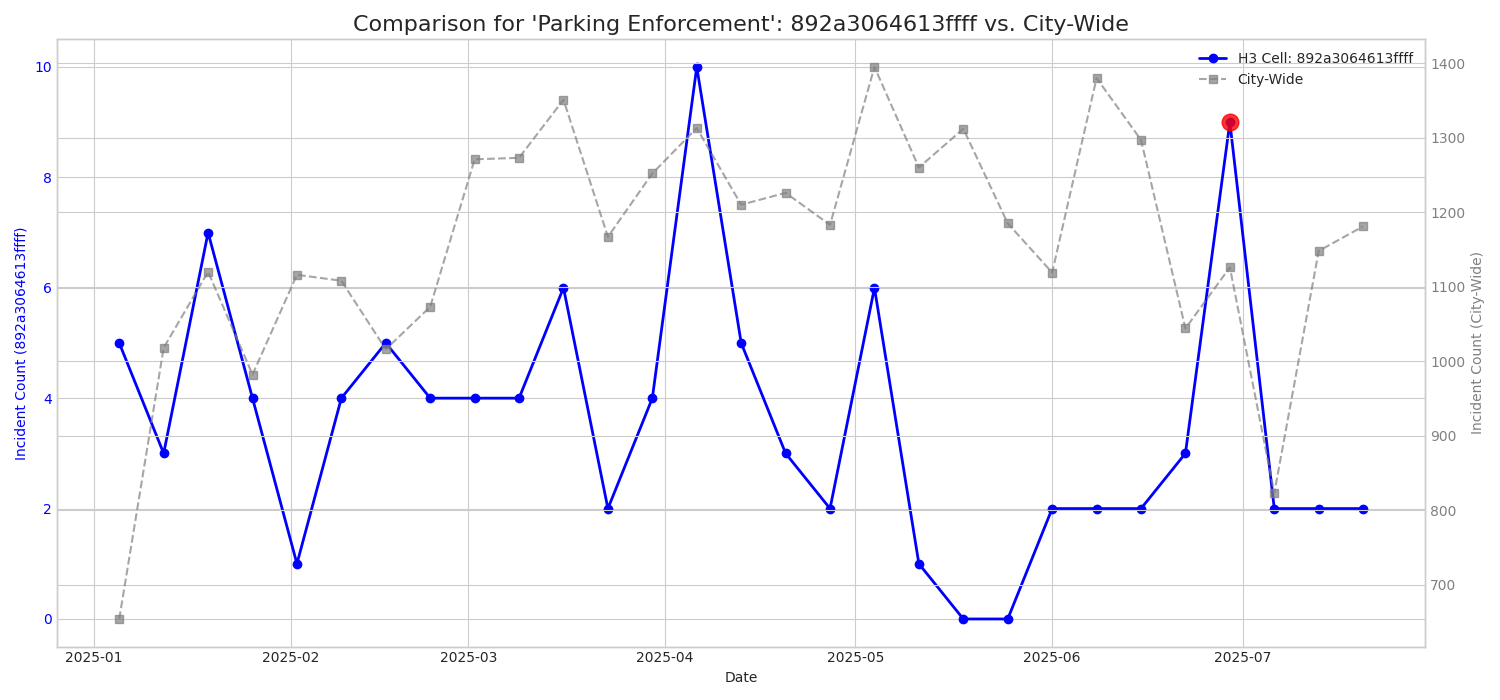 Comparison for 'Parking Enforcement': 892a3064613ffff vs. City-Wide
H3 Cell: 892a3064613ffff
City-Wide
Incident Count (892a3064613ffff)
10
8
6
4
2
0
1400
1300
1200
1100
1000
900
800
700
Incident Count (City-Wide)
2025-01 2025-02 2025-03 2025-04 2025-05 2025-06 2025-07
Date